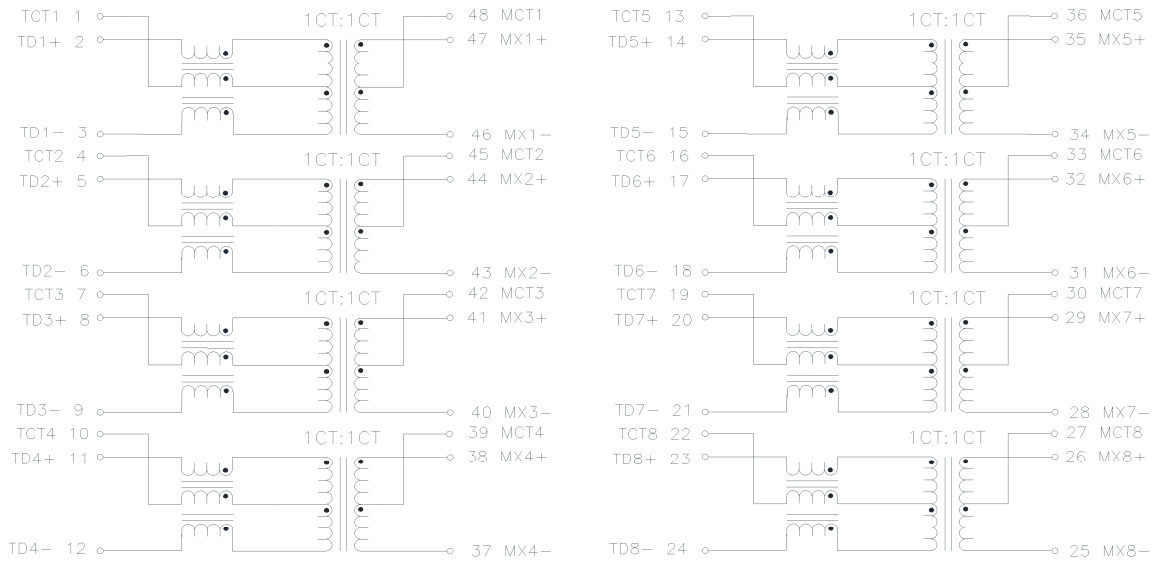 TCT1 1
1CT:1CT
48 MCT1
TD1+ 2
47 MX1+
TD1- 3
46 MX1-
TCT2 4
1CT:1CT
45 MCT2
TD2+ 5
44 MX2+
TD2- 6
43 MX2-
TCT3 7
1CT:1CT
42 MCT3
TD3+ 8
41 MX3+
TD3- 9
40 MX3-
TCT4 10
1CT:1CT
39 MCT4
TD4+ 11
38 MX4+
TD4- 12
37 MX4-
TCT5 13
1CT:1CT
36 MCT5
TD5+ 14
35 MX5+
TD5- 15
34 MX5-
TCT6 16
1CT:1CT
33 MCT6
TD6+ 17
32 MX6+
TD6- 18
31 MX6-
TCT7 19
1CT:1CT
30 MCT7
TD7+ 20
29 MX7+
TD7- 21
28 MX7-
TCT8 22
1CT:1CT
27 MCT8
TD8+ 23
26 MX8+
TD8- 24
25 MX8-